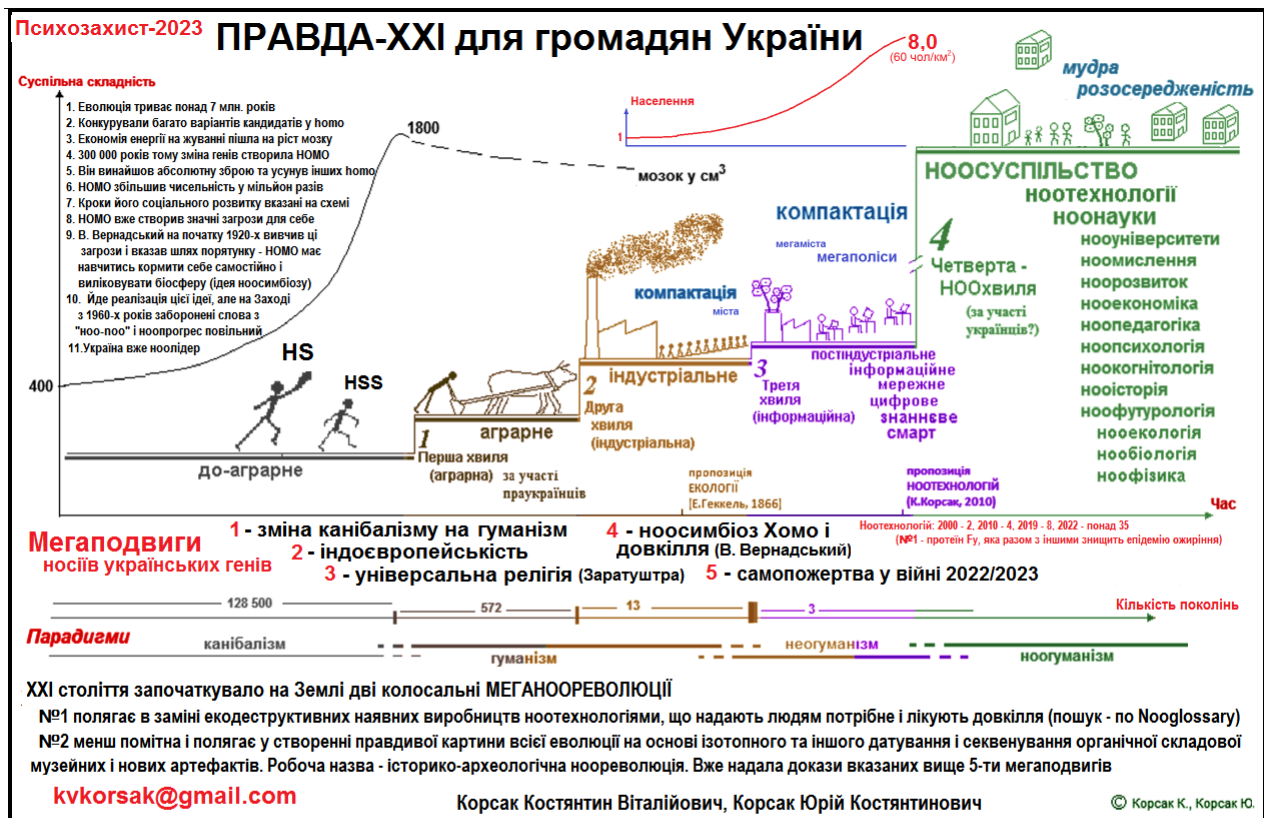 Психозахист-2023
ПРАВДА-ХХІ для громадян України
8,0
(60 чол/км²)
мудра
розосередженість
Суспільна складність
1. Еволюція триває понад 7 млн. років
2. Конкурували багато варіантів кандидатів у homo
3. Економія енергії на жуванні пішла на ріст мозку
4. 300 000 років тому зміна генів створила НОМО
5. Він винайшов абсолютну зброю та усунув інших homo
6. НОМО збільшив чисельність у мільйон разів
7. Кроки його соціального розвитку вказані на схемі
8. НОМО вже створив значні загрози для себе
9. В. Вернадський на початку 1920-х вивчив ці
загрози і вказав шлях порятунку - НОМО має
навчитись кормити себе самостійно і
виліковувати біосферу (ідея ноосимбіозу)
10. Йде реалізація цієї ідеї, але на Заході
з 1960-х років заборонені слова з
"ноо-noo" і ноопрогрес повільний
11.Україна вже ноолідер
1800
400
Населення
1
мозок у см³
HS
HSS
до-аграрне
1
аграрне
Перша хвиля
(аграрна)
за участі
праукраїнців
компактація
міста
2
індустріальне
Друга
хвиля
(індустріальна)
пропозиція
ЕКОЛОГІЇ
[Е.Геккель, 1866]
компактація
мегаміста
мегаполіси
3
Третя
хвиля
(інформаційна)
постіндустріальне
інформаційне
мережне
цифрове
знаннєве
смарт
пропозиція
НООТЕХНОЛОГІЙ
(К.Корсак, 2010)
4
Четверта -
НООхвиля
(за участі
українців?)
НООСУСПІЛЬСТВО
ноотехнології
ноонауки
нооуніверситети
ноомислення
ноорозвиток
нооекономіка
ноопедагогіка
ноопсихологія
ноокогнітологія
нооісторія
ноофутурологія
нооекологія
нообіологія
ноофізика
Час
Ноотехнологій: 2000 - 2, 2010 - 4, 2019 - 8, 2022 - понад 35
(№1 - протеїн Fy, яка разом з іншими знищить епідемію ожиріння)
Мегаподвиги
носіїв українських генів
1 - зміна канібалізму на гуманізм
2 - індоєвропейськість
3 - універсальна релігія (Заратуштра)
4 - ноосимбіоз Хомо і
довкілля (В. Вернадський)
5 - самопожертва у війні 2022/2023
128 500
572
13
3
Кількість поколінь
Парадигми
канібалізм
гуманізм
неогуманізм
ноогуманізм
ХХІ століття започаткувало на Землі дві колосальні МЕГАНООРЕВОЛЮЦІЇ
№1 полягає в заміні екодеструктивних наявних виробництв ноотехнологіями, що надають людям потрібне і лікують довкілля (пошук - по Nooglossary)
№2 менш помітна і полягає у створенні правдивої картини всієї еволюції на основі ізотопного та іншого датування і секвенування органічної складової
музейних і нових артефактів. Робоча назва - історико-археологічна ноореволюція. Вже надала докази вказаних вище 5-ти мегаподвигів
kvkorsak@gmail.com
Корсак Костянтин Віталійович, Корсак Юрій Костянтинович
© Корсак К., Корсак Ю.